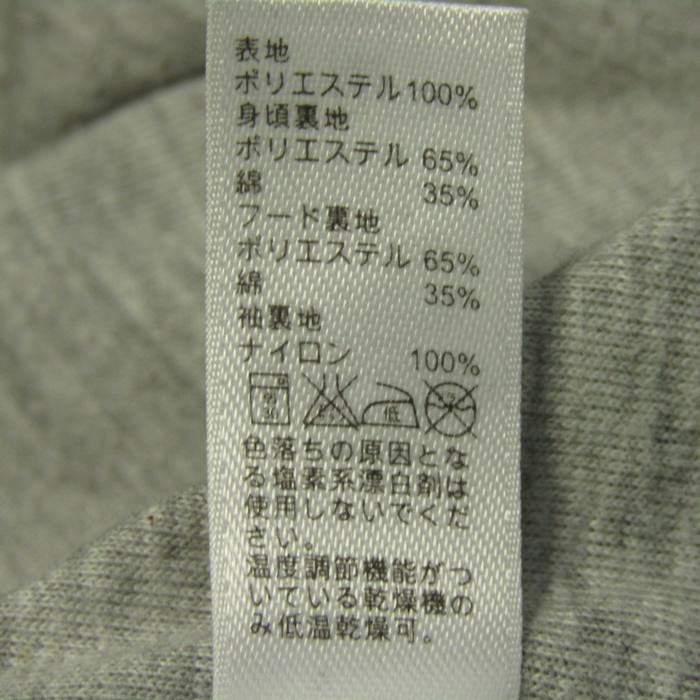 表地
ポリエステル100%
身頃裏地
ポリエステル 65%
綿 35%
フード裏地
ポリエステル 65%
綿 35%
袖裏地
ナイロン 100%
低
色落ちの原因とな
る塩素系漂白剤は
使用しないでくだ
さい。
温度調節機能がつ
いている乾燥機の
み低温乾燥可。